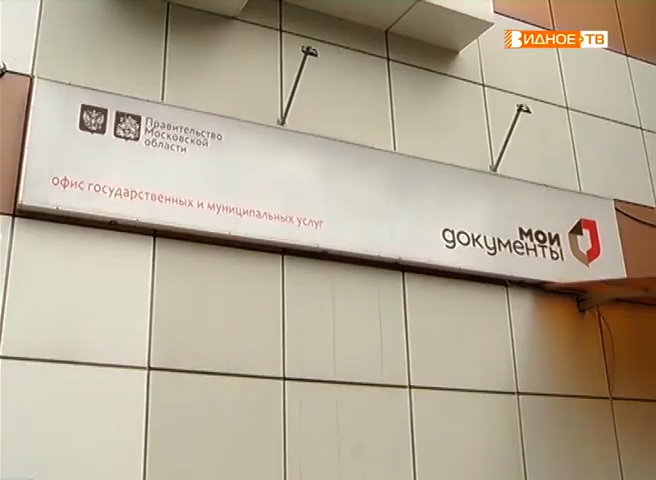 ВИДНОЕ-ТВ
Правительство
Московской
области
офис государственных и муниципальных услуг
мои
документы